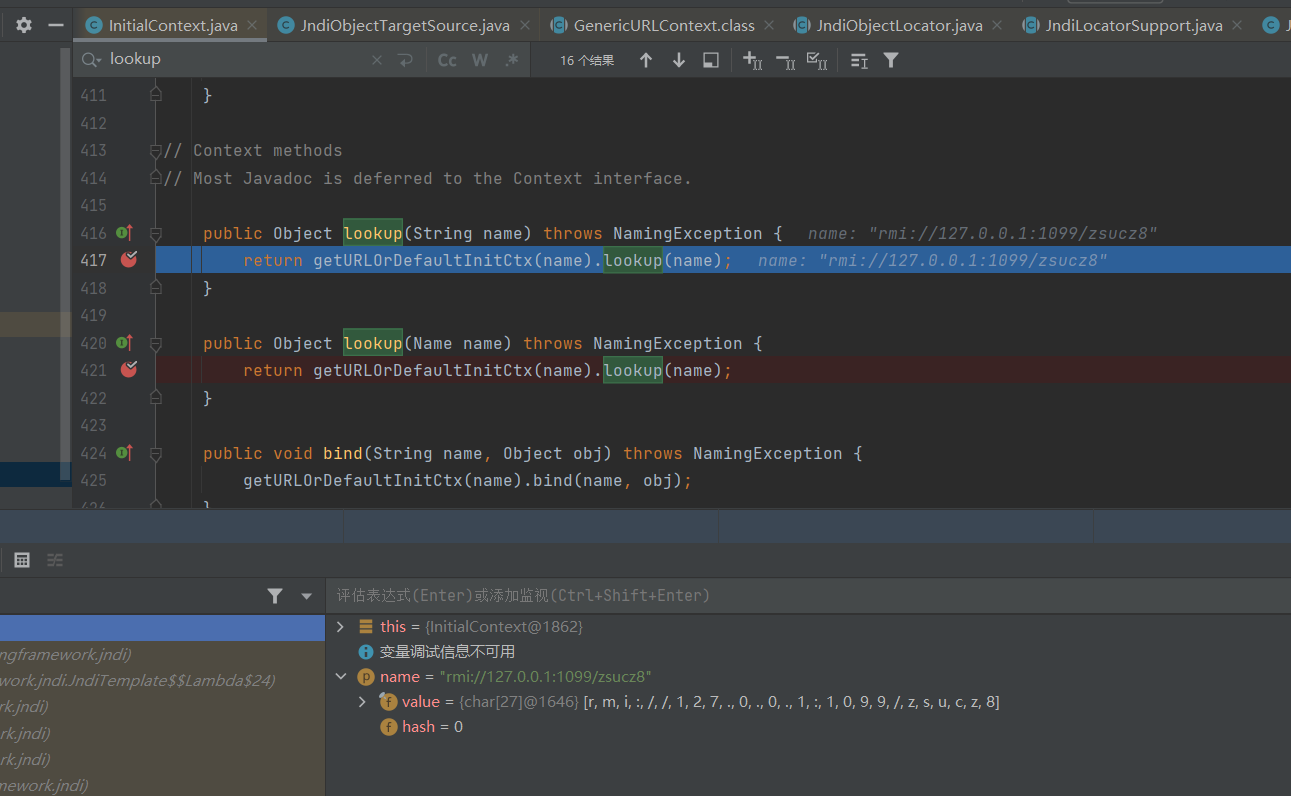 InitialContext.java × JndiObjectTargetSource.java × GenericURLContext.class × JndiObjectLocator.java × JndiLocatorSupport.java ×
lookup × Cc W .* 16 个结果
411 }
412
413 // Context methods
414 // Most Javadoc is deferred to the Context interface.
415
416 public Object lookup(String name) throws NamingException { name: "rmi://127.0.0.1:1099/zsucz8"
417 return getURLOrDefaultInitCtx(name).lookup(name); name: "rmi://127.0.0.1:1099/zsucz8"
418 }
419
420 public Object lookup(Name name) throws NamingException {
421 return getURLOrDefaultInitCtx(name).lookup(name);
422 }
423
424 public void bind(String name, Object obj) throws NamingException {
425 getURLOrDefaultInitCtx(name).bind(name, obj);
426 }
评估表达式(Enter)或添加监视(Ctrl+Shift+Enter)
this = {InitialContext@1862}
变量调试信息不可用
name = "rmi://127.0.0.1:1099/zsucz8"
value = {char[27]@1646} [r, m, i, :, /, /, 1, 2, 7, ., 0, ., 0, ., 1, :, 1, 0, 9, 9, /, z, s, u, c, z, 8]
hash = 0
ngframework.jndi)
work.jndi.JndiTemplate$$Lambda$24)
rk.jndi)
rk.jndi)
rk.jndi)
mework.jndi)